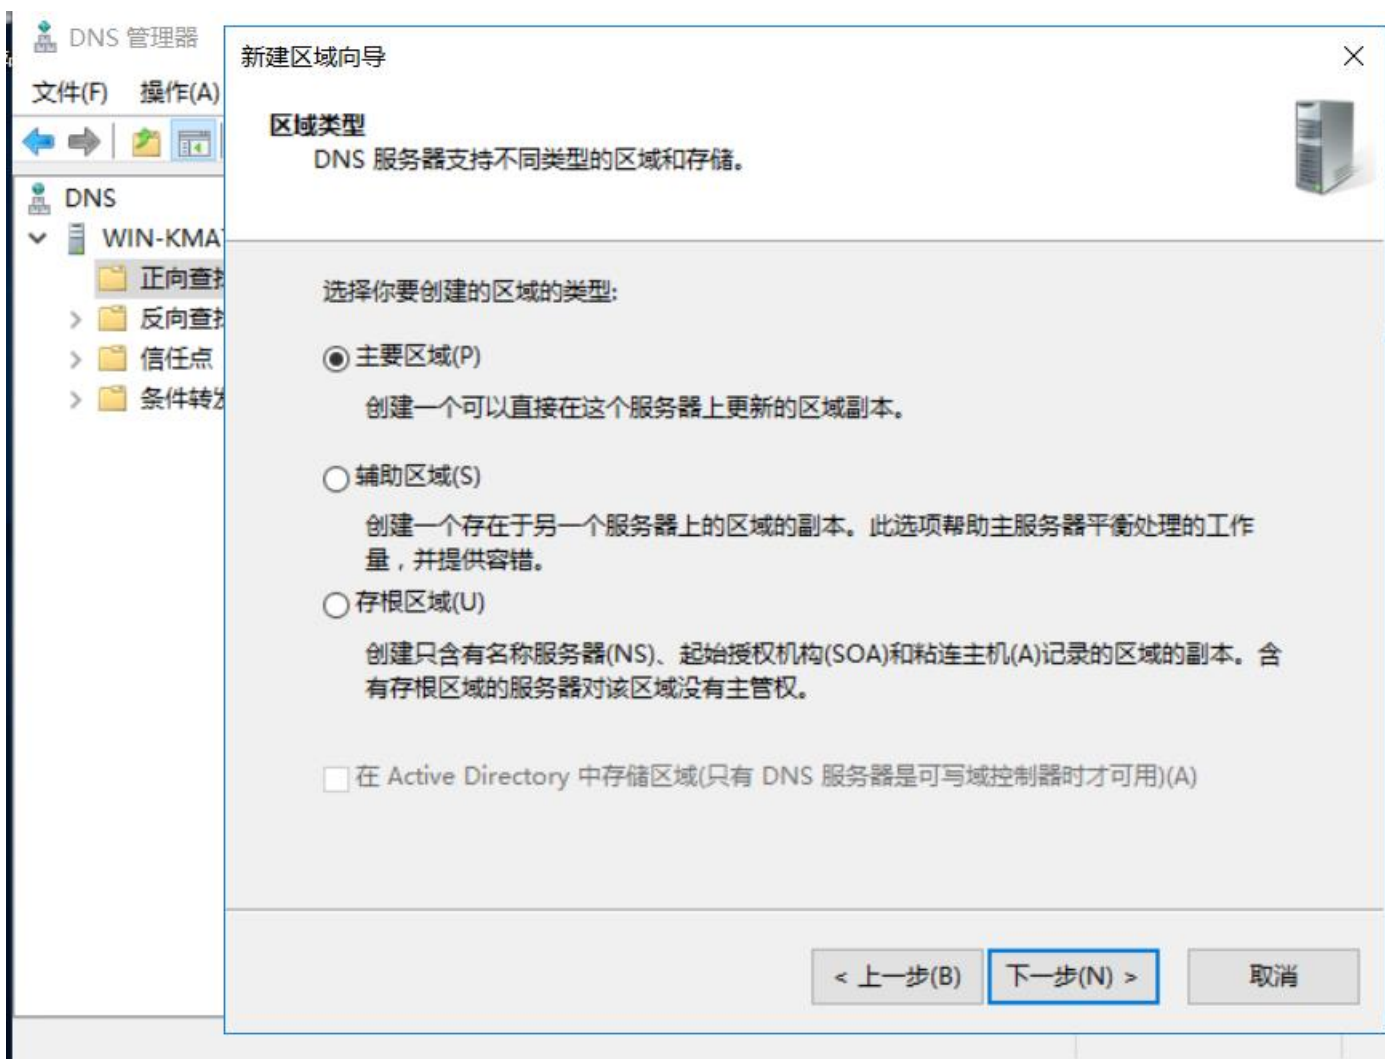 DNS 管理器
文件(F) 操作(A)
DNS
WIN-KMA
正向查
反向查
信任点
条件转
新建区域向导
区域类型
DNS 服务器支持不同类型的区域和存储。
选择你要创建的区域的类型:
主要区域(P)
创建一个可以直接在这个服务器上更新的区域副本。
辅助区域(S)
创建一个存在于另一个服务器上的区域的副本。此选项帮助主服务器平衡处理的工作
量，并提供容错。
存根区域(U)
创建只含有名称服务器(NS)、起始授权机构(SOA)和粘连主机(A)记录的区域的副本。含
有存根区域的服务器对该区域没有主管权。
在 Active Directory 中存储区域(只有 DNS 服务器是可写域控制器时才可用)(A)
< 上一步(B) 下一步(N) > 取消